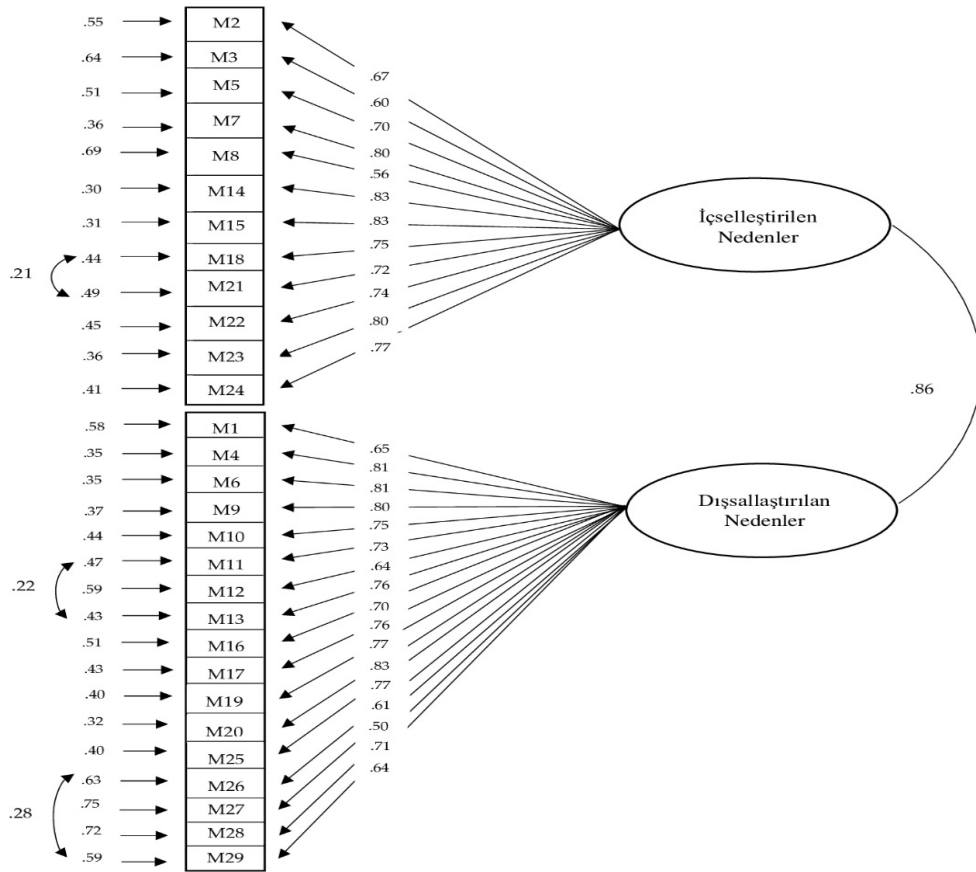 .55 M2 .67
.64 M3 .60
.51 M5 .70
.36 M7 .80
.69 M8 .56
.30 M14 .83
.31 M15 .83
.44 M18 .75
.21
.49 M21 .72
.45 M22 .74
.36 M23 .80
.41 M24 .77
İçselleştirilen
Nedenler
.86
.58 M1 .65
.35 M4 .81
.35 M6 .81
.37 M9 .80
.44 M10 .75
.47 M11 .73
.22
.59 M12 .64
.43 M13 .76
.51 M16 .70
.43 M17 .76
.40 M19 .77
.32 M20 .83
.40 M25 .77
.63 M26 .61
.28
.75 M27 .50
.72 M28 .71
.59 M29 .64
Dışsallaştırılan
Nedenler